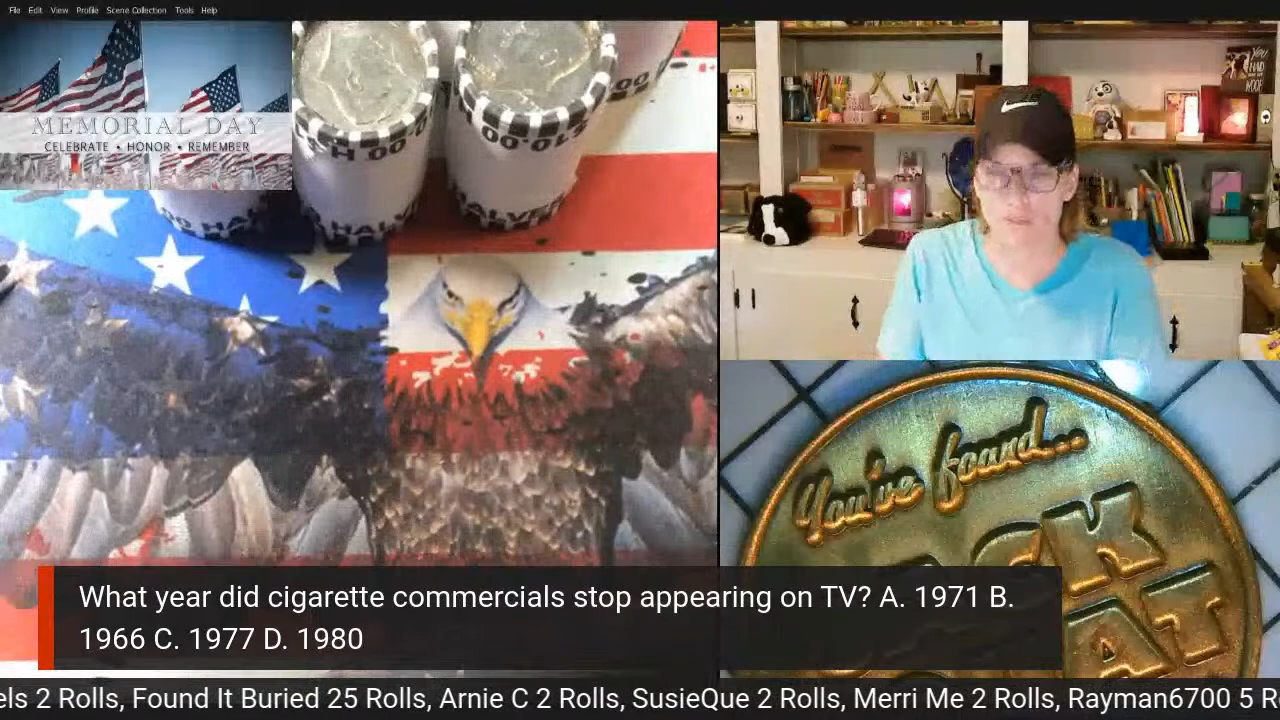 File Edit View Profile Scene Collection Tools Help
MEMORIAL DAY
CELEBRATE • HONOR • REMEMBER
You've found...
What year did cigarette commercials stop appearing on TV? A. 1971 B.
1966 C. 1977 D. 1980
els 2 Rolls, Found It Buried 25 Rolls, Arnie C 2 Rolls, SusieQue 2 Rolls, Merri Me 2 Rolls, Rayman6700 5 R